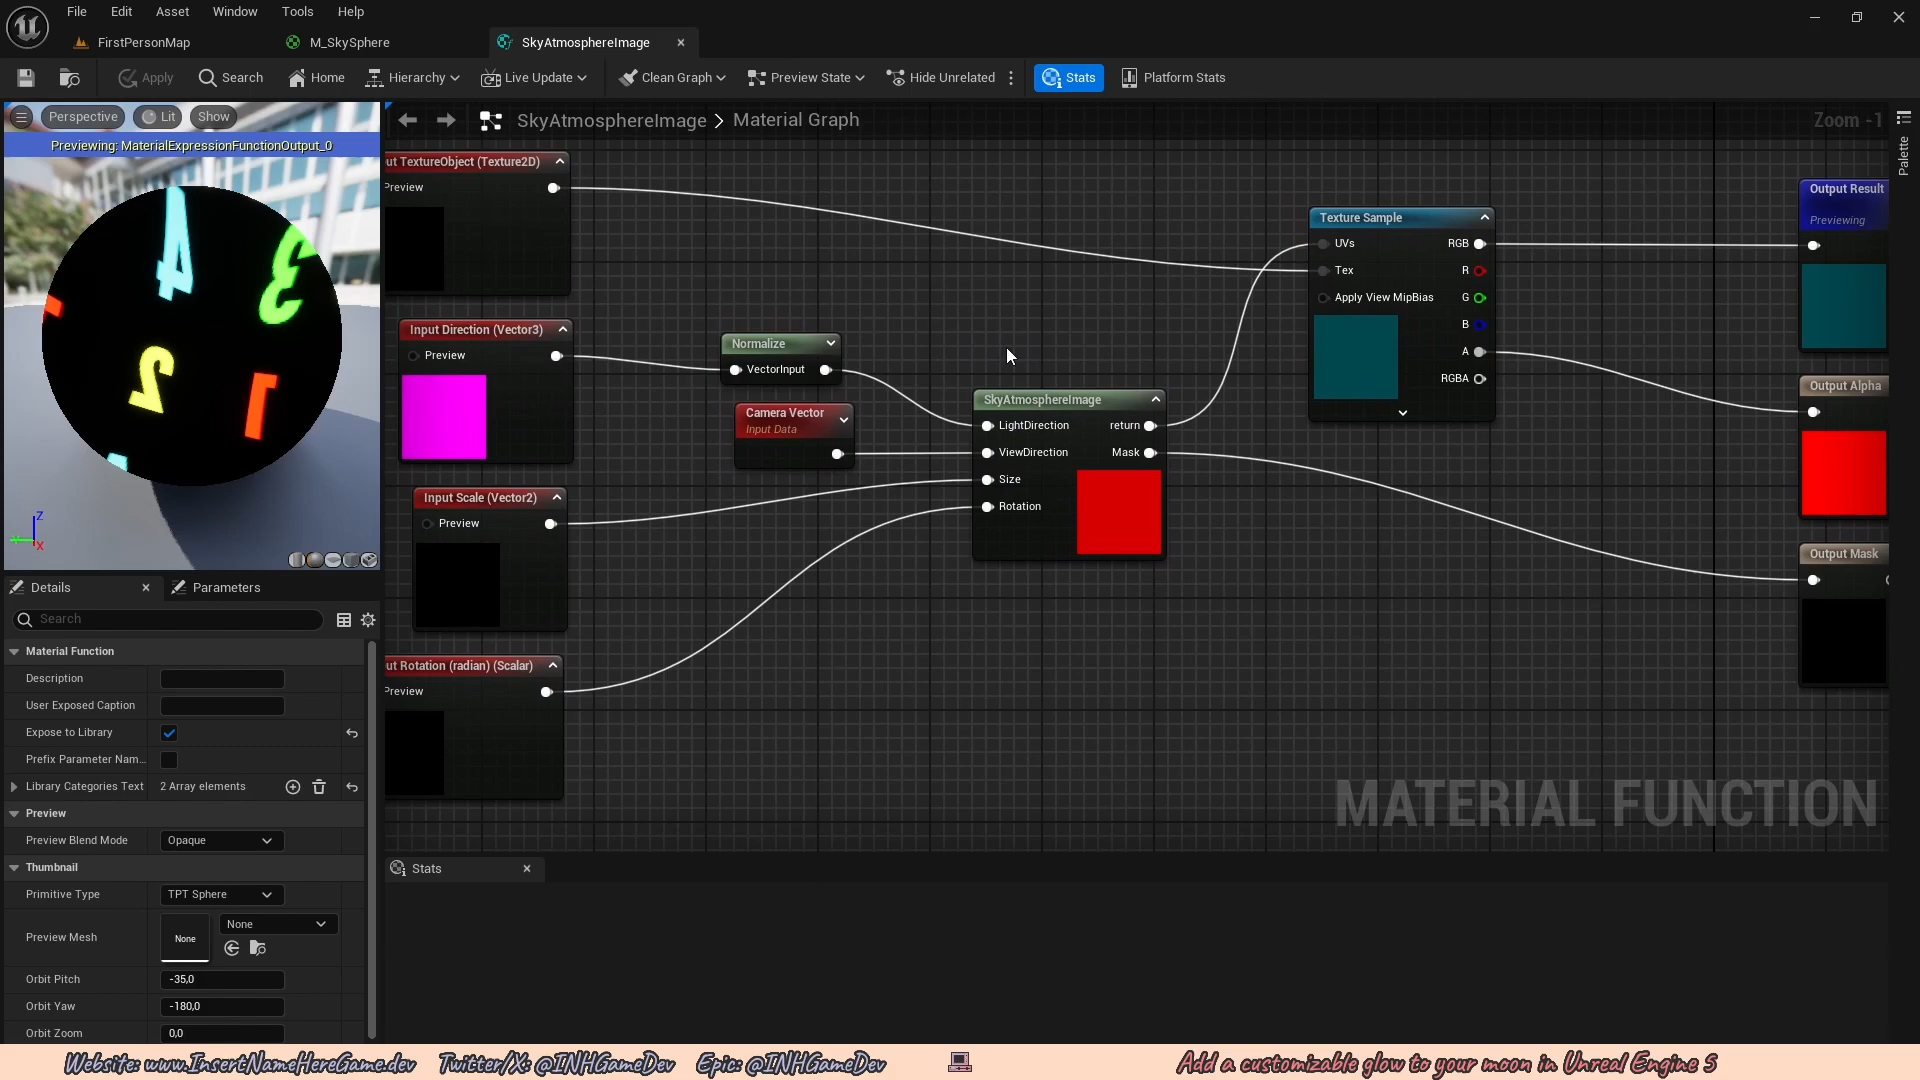 File Edit Asset Window Tools Help
FirstPersonMap M_SkySphere SkyAtmosphereImage
Apply Search Home Hierarchy Live Update Clean Graph Preview State Hide Unrelated Stats Platform Stats
Perspective Lit Show
Previewing: MaterialExpressionFunctionOutput_0
4
3
2
1
Z
X
SkyAtmosphereImage > Material Graph
Zoom -1
Palette
ut TextureObject (Texture2D)
Preview
Input Direction (Vector3)
Preview
Input Scale (Vector2)
Preview
ut Rotation (radian) (Scalar)
Preview
Normalize
VectorInput
Camera Vector
Input Data
SkyAtmosphereImage
LightDirection return
ViewDirection Mask
Size
Rotation
Texture Sample
UVs RGB
Tex R
Apply View MipBias G
B
A
RGBA
Output Result
Previewing
Output Alpha
Output Mask
MATERIAL FUNCTION
Details Parameters
Search
Material Function
Description
User Exposed Caption
Expose to Library
Prefix Parameter Nam...
Library Categories Text 2 Array elements
Preview
Preview Blend Mode Opaque
Thumbnail
Primitive Type TPT Sphere
Preview Mesh None None
Orbit Pitch -35,0
Orbit Yaw -180,0
Orbit Zoom 0,0
Stats
Website: www.InsertNameHereGame.dev Twitter/X: @INHGameDev Epic: @INHGameDev Add a customizable glow to your moon in Unreal Engine 5